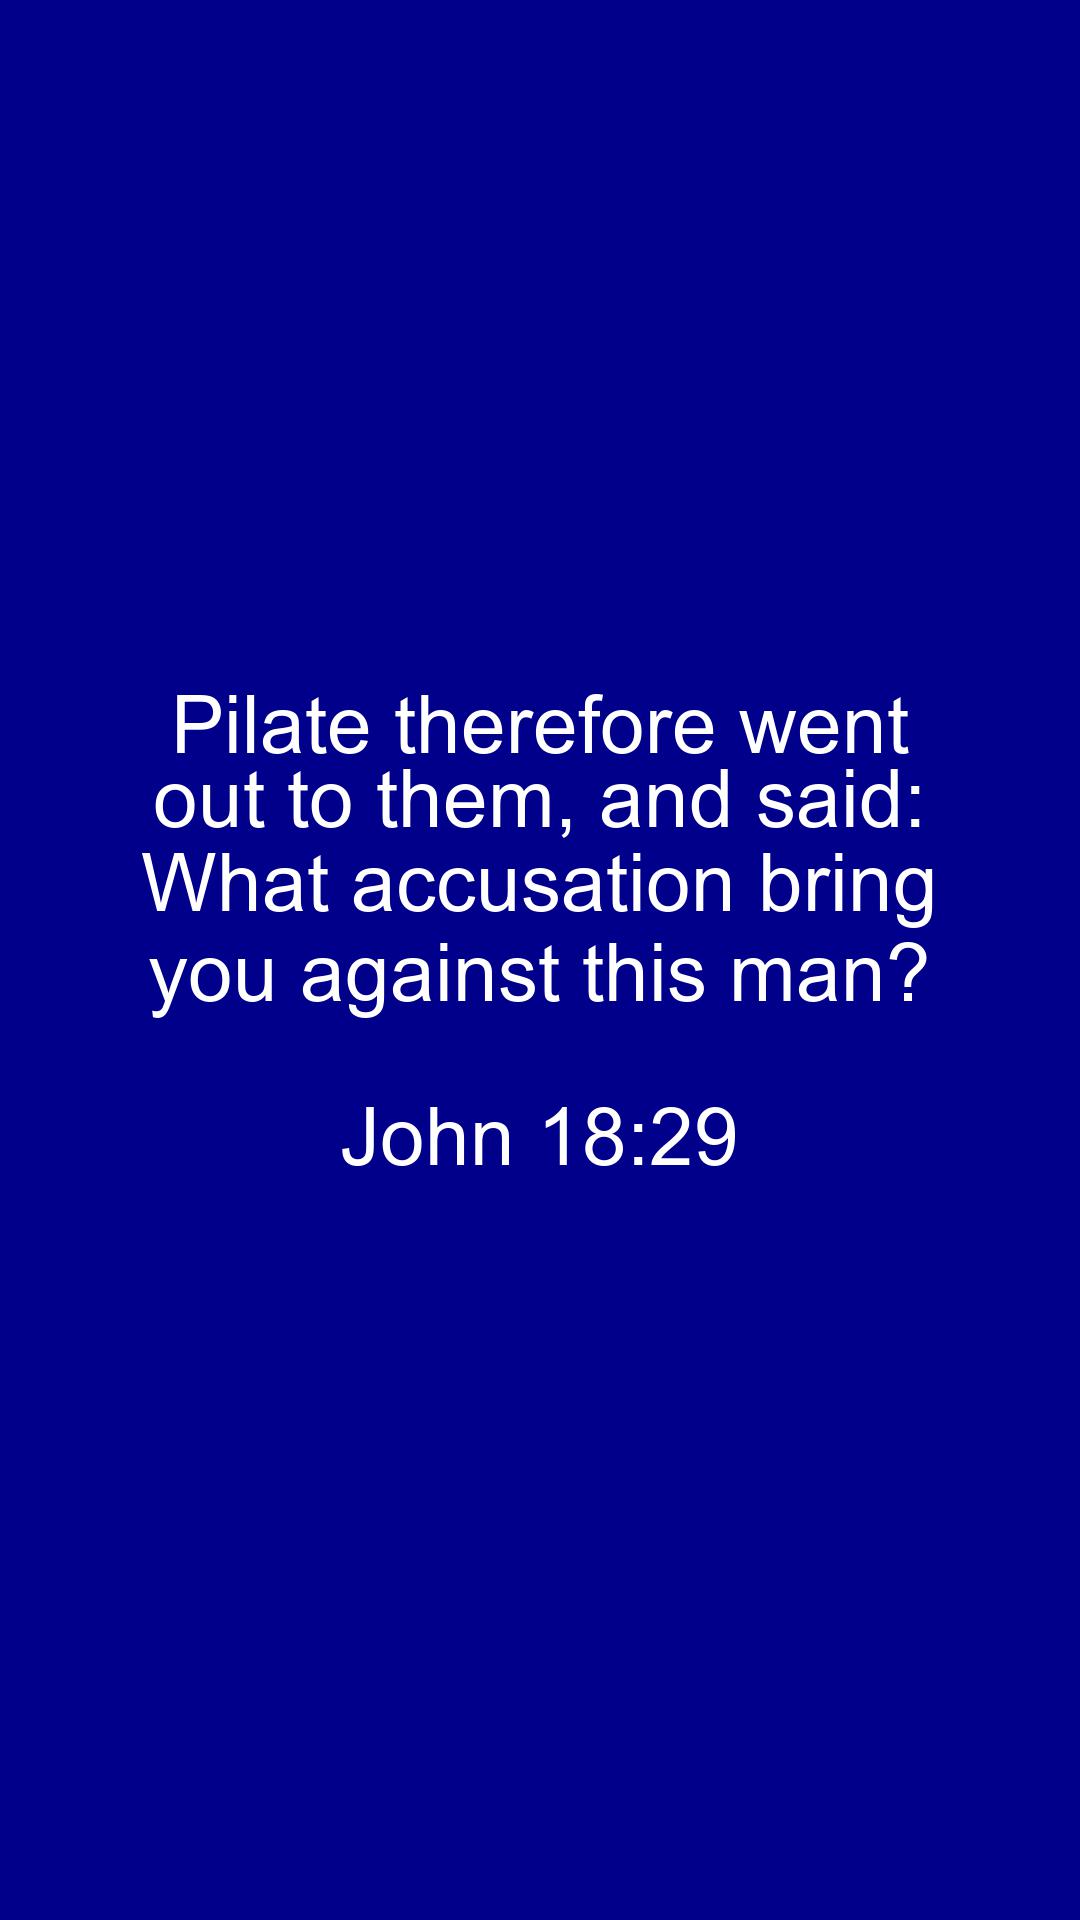 Pilate therefore went
out to them, and said:
What accusation bring
you against this man?
John 18:29